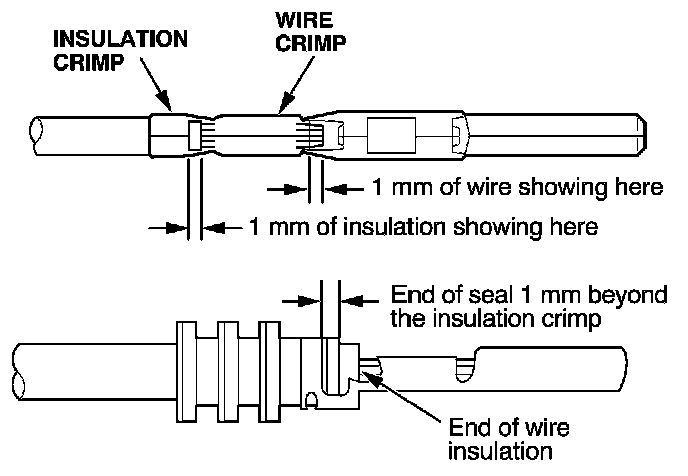 WIRE
CRIMP
INSULATION
CRIMP
1 mm of wire showing here
1 mm of insulation showing here
End of seal 1 mm beyond
the insulation crimp
End of wire
insulation